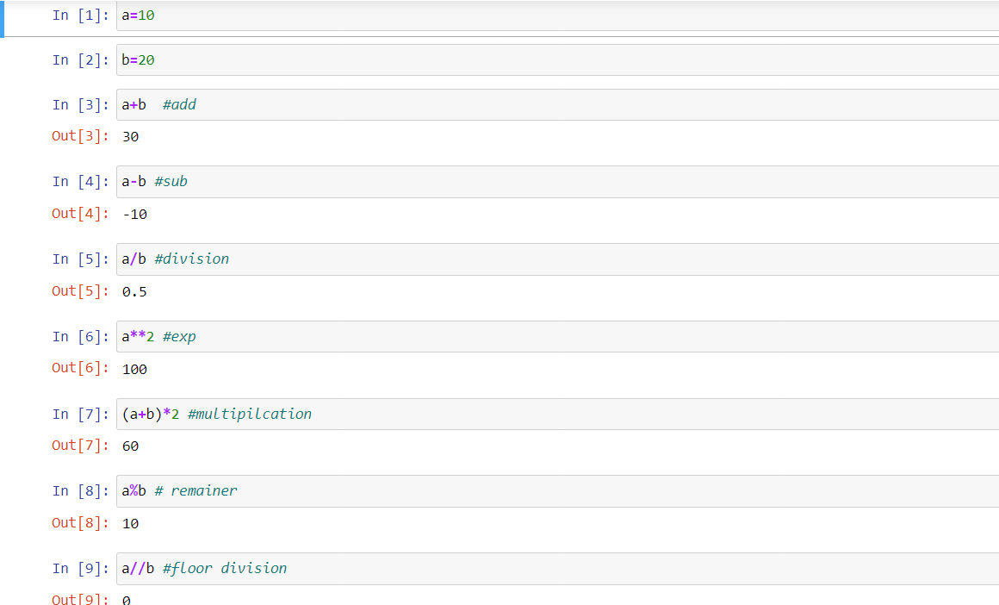 In [1]: a=10
In [2]: b=20
In [3]: a+b  #add
Out[3]: 30
In [4]: a-b #sub
Out[4]: -10
In [5]: a/b #division
Out[5]: 0.5
In [6]: a**2 #exp
Out[6]: 100
In [7]: (a+b)*2 #multipilcation
Out[7]: 60
In [8]: a%b # remainer
Out[8]: 10
In [9]: a//b #floor division
Out[9]: 0